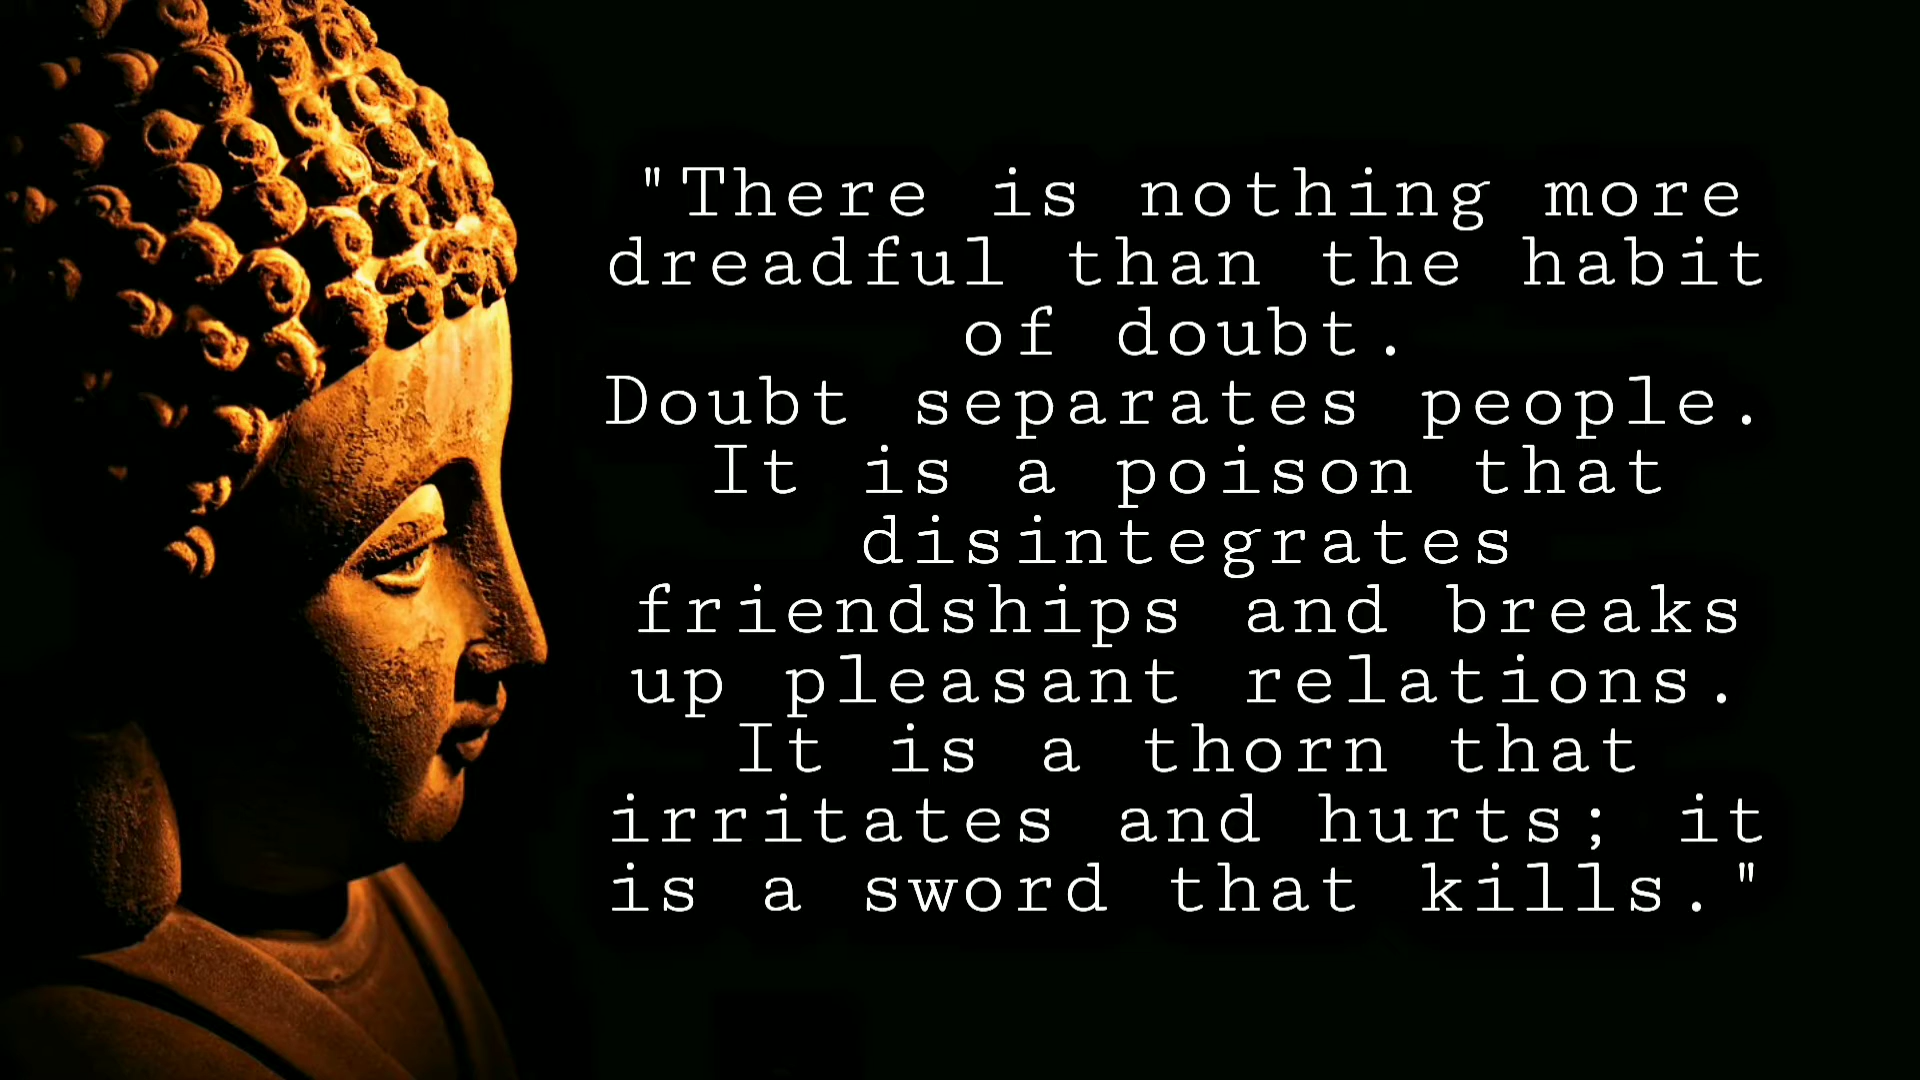 "There is nothing more
dreadful than the habit
of doubt.
Doubt separates people.
It is a poison that
disintegrates
friendships and breaks
up pleasant relations.
It is a thorn that
irritates and hurts; it
is a sword that kills."